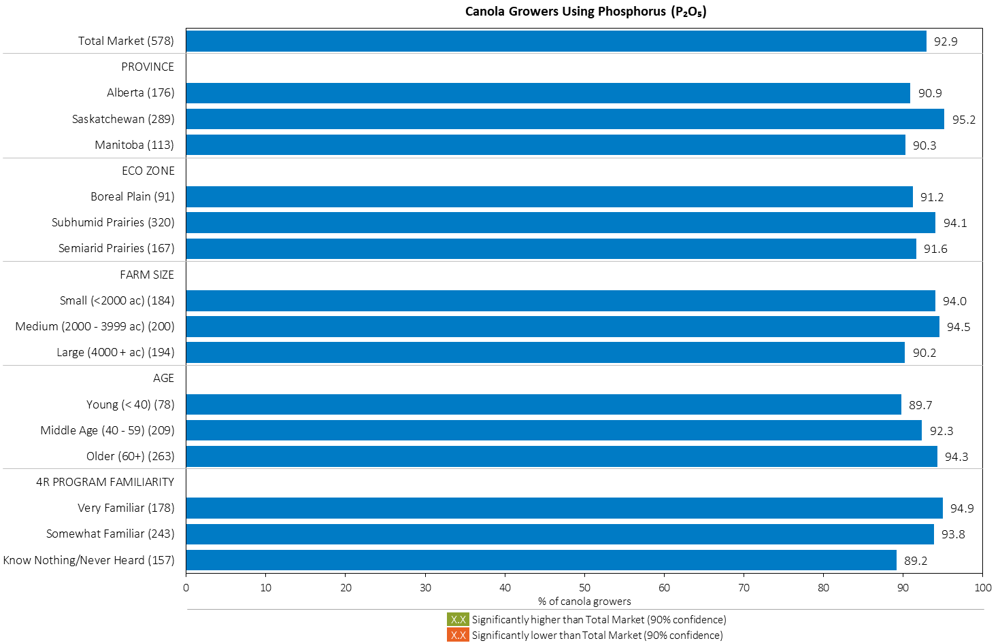 Canola Growers Using Phosphorus (P₂O₅)
Total Market (578) 92.9
PROVINCE
Alberta (176) 90.9
Saskatchewan (289) 95.2
Manitoba (113) 90.3
ECO ZONE
Boreal Plain (91) 91.2
Subhumid Prairies (320) 94.1
Semiarid Prairies (167) 91.6
FARM SIZE
Small (<2000 ac) (184) 94.0
Medium (2000 - 3999 ac) (200) 94.5
Large (4000 + ac) (194) 90.2
AGE
Young (< 40) (78) 89.7
Middle Age (40 - 59) (209) 92.3
Older (60+) (263) 94.3
4R PROGRAM FAMILIARITY
Very Familiar (178) 94.9
Somewhat Familiar (243) 93.8
Know Nothing/Never Heard (157) 89.2
0 10 20 30 40 50 60 70 80 90 100
% of canola growers
X.X Significantly higher than Total Market (90% confidence)
X.X Significantly lower than Total Market (90% confidence)